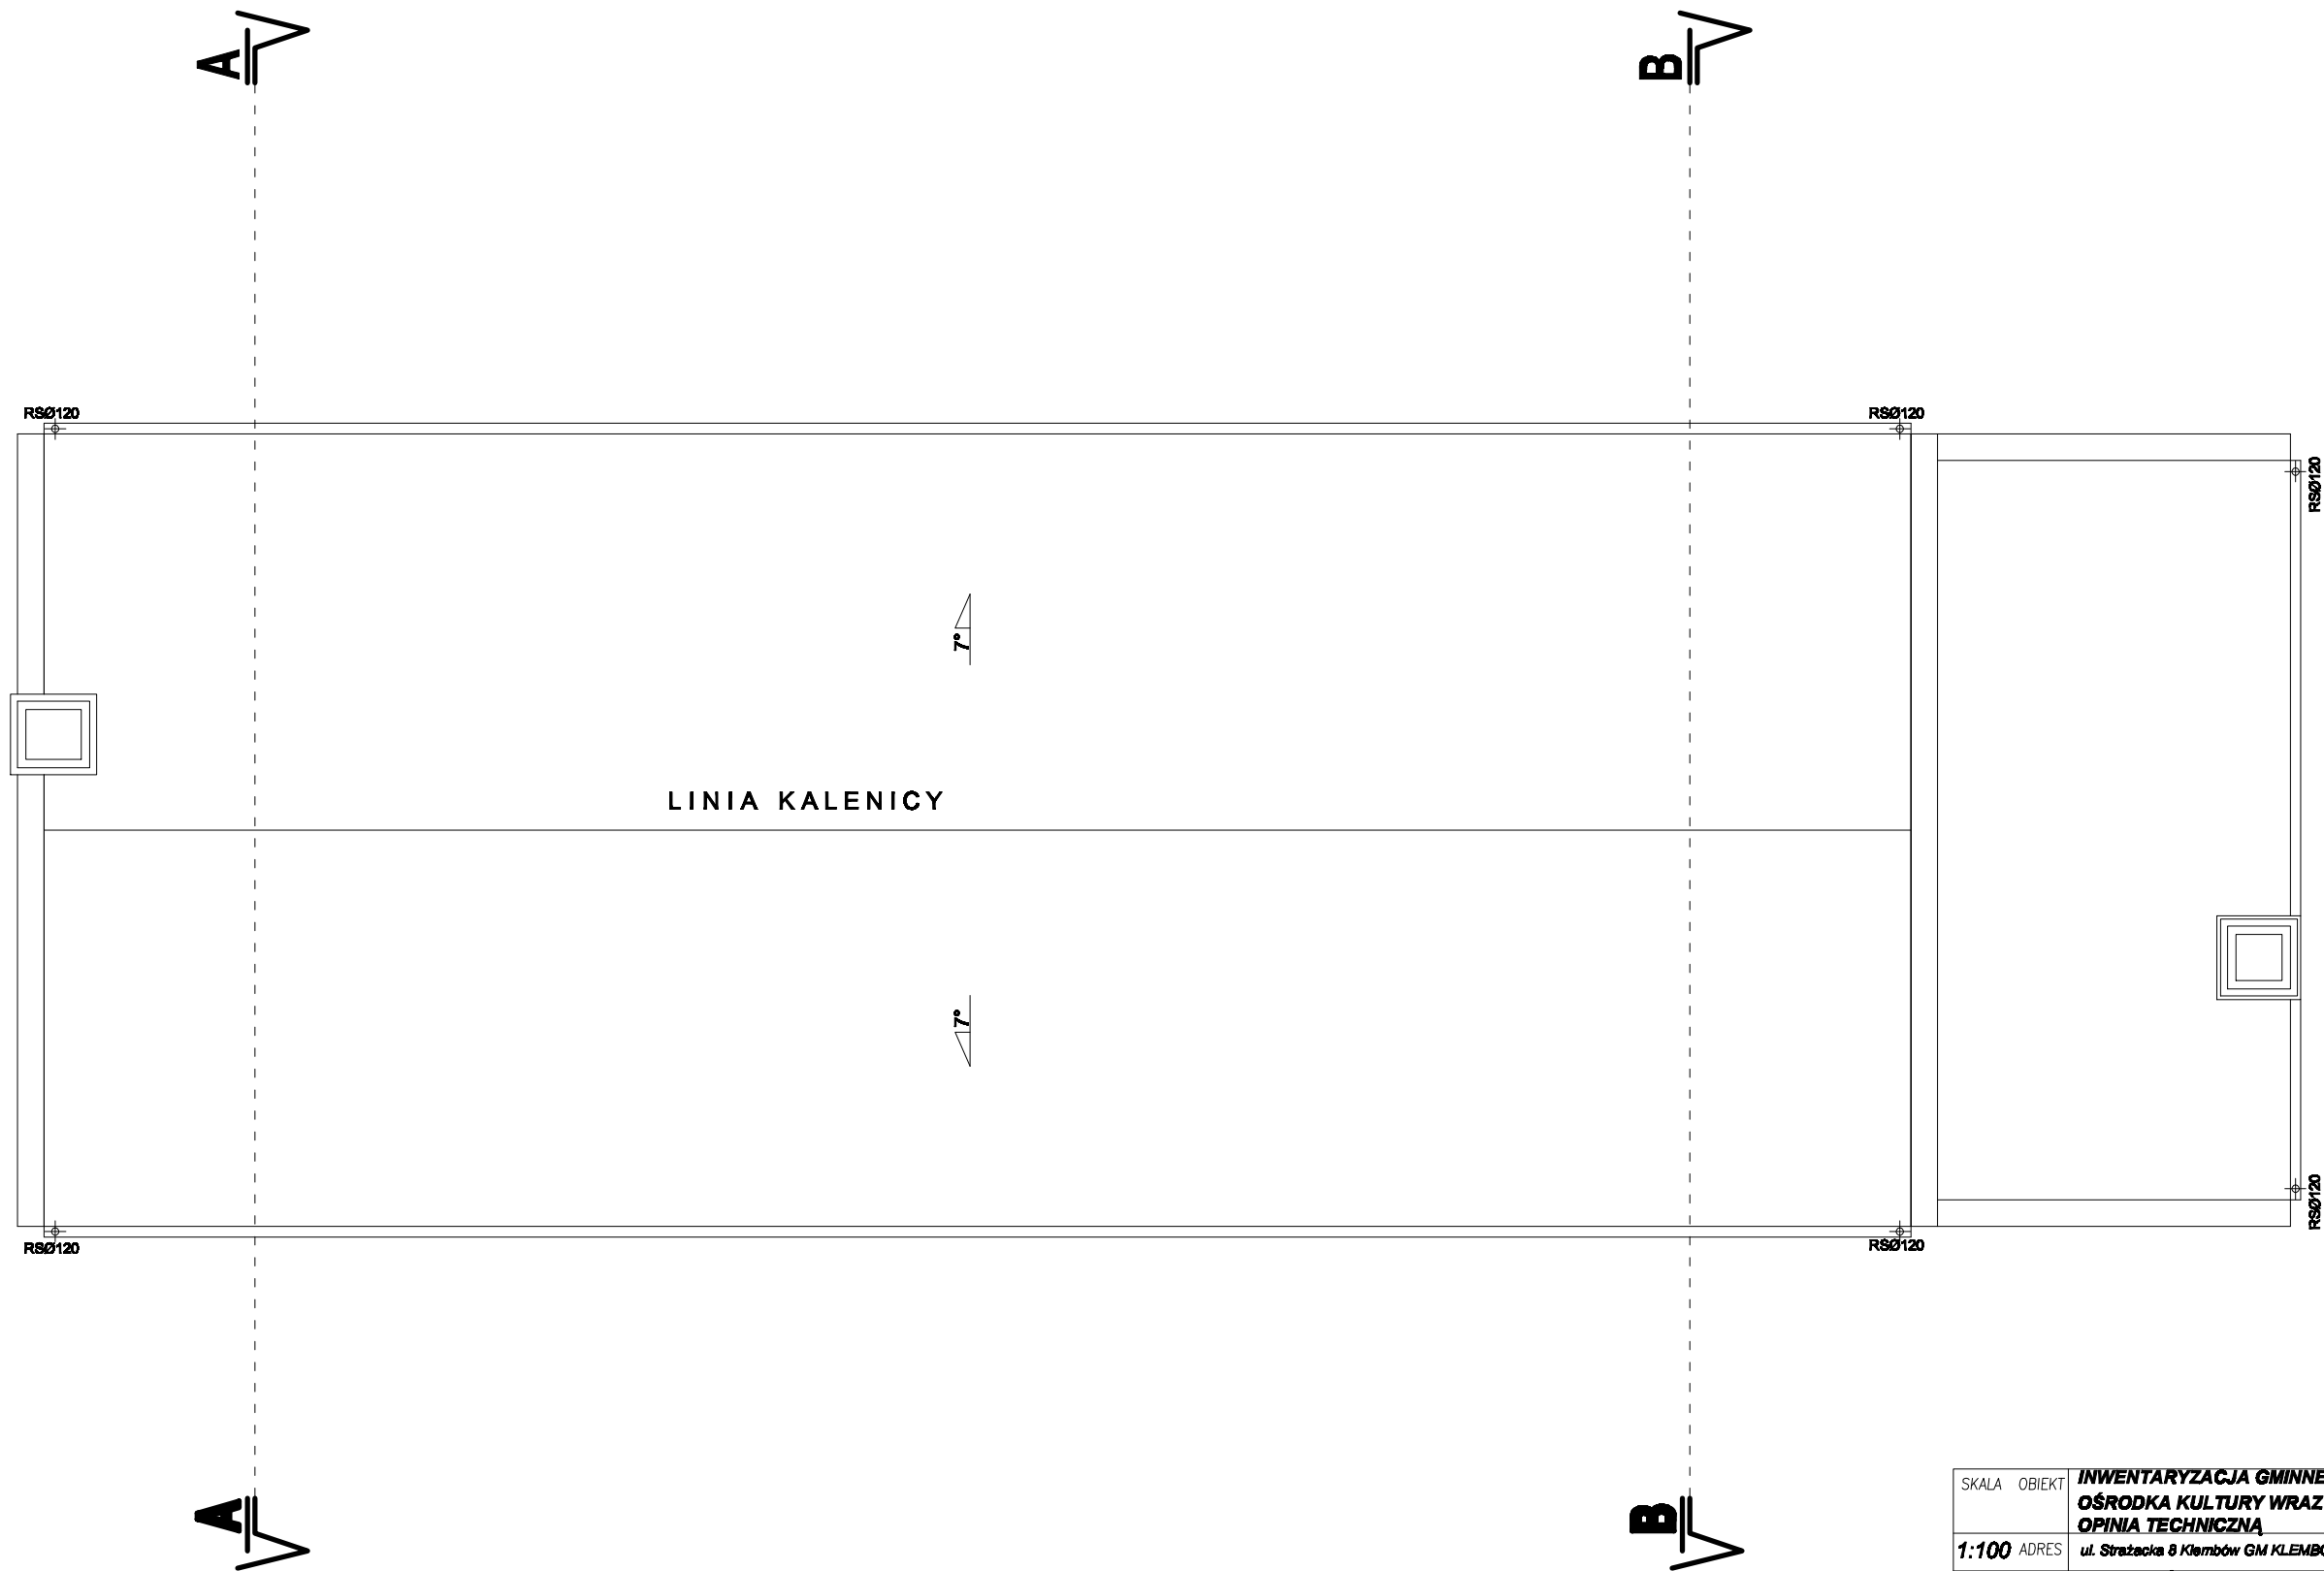 A
B
RSØ120
RSØ120
RSØ120
7°
LINIA KALENICY
7°
RSØ120
RSØ120
RSØ120
A
B
SKALA OBIEKT INWENTARYZACJA GMINNE
OŚRODKA KULTURY WRAZ
OPINIA TECHNICZNĄ
1:100 ADRES ul. Strażacka 8 Klembów GM KLEMBÓ